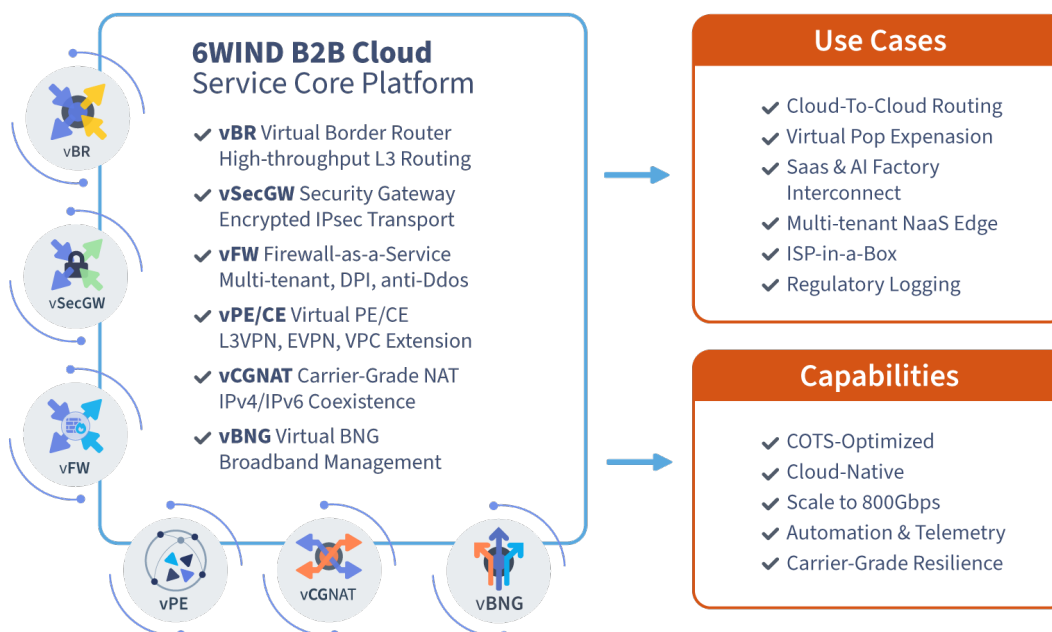 6WIND B2B Cloud
Service Core Platform
vBR Virtual Border Router
High-throughput L3 Routing
vSecGW Security Gateway
Encrypted IPsec Transport
vFW Firewall-as-a-Service
Multi-tenant, DPI, anti-Ddos
vPE/CE Virtual PE/CE
L3VPN, EVPN, VPC Extension
vCGNAT Carrier-Grade NAT
IPv4/IPv6 Coexistence
vBNG Virtual BNG
Broadband Management
vBR
vSecGW
vFW
vPE
vCGNAT
vBNG
Use Cases
Cloud-To-Cloud Routing
Virtual Pop Expenasion
Saas & AI Factory
Interconnect
Multi-tenant NaaS Edge
ISP-in-a-Box
Regulatory Logging
Capabilities
COTS-Optimized
Cloud-Native
Scale to 800Gbps
Automation & Telemetry
Carrier-Grade Resilience